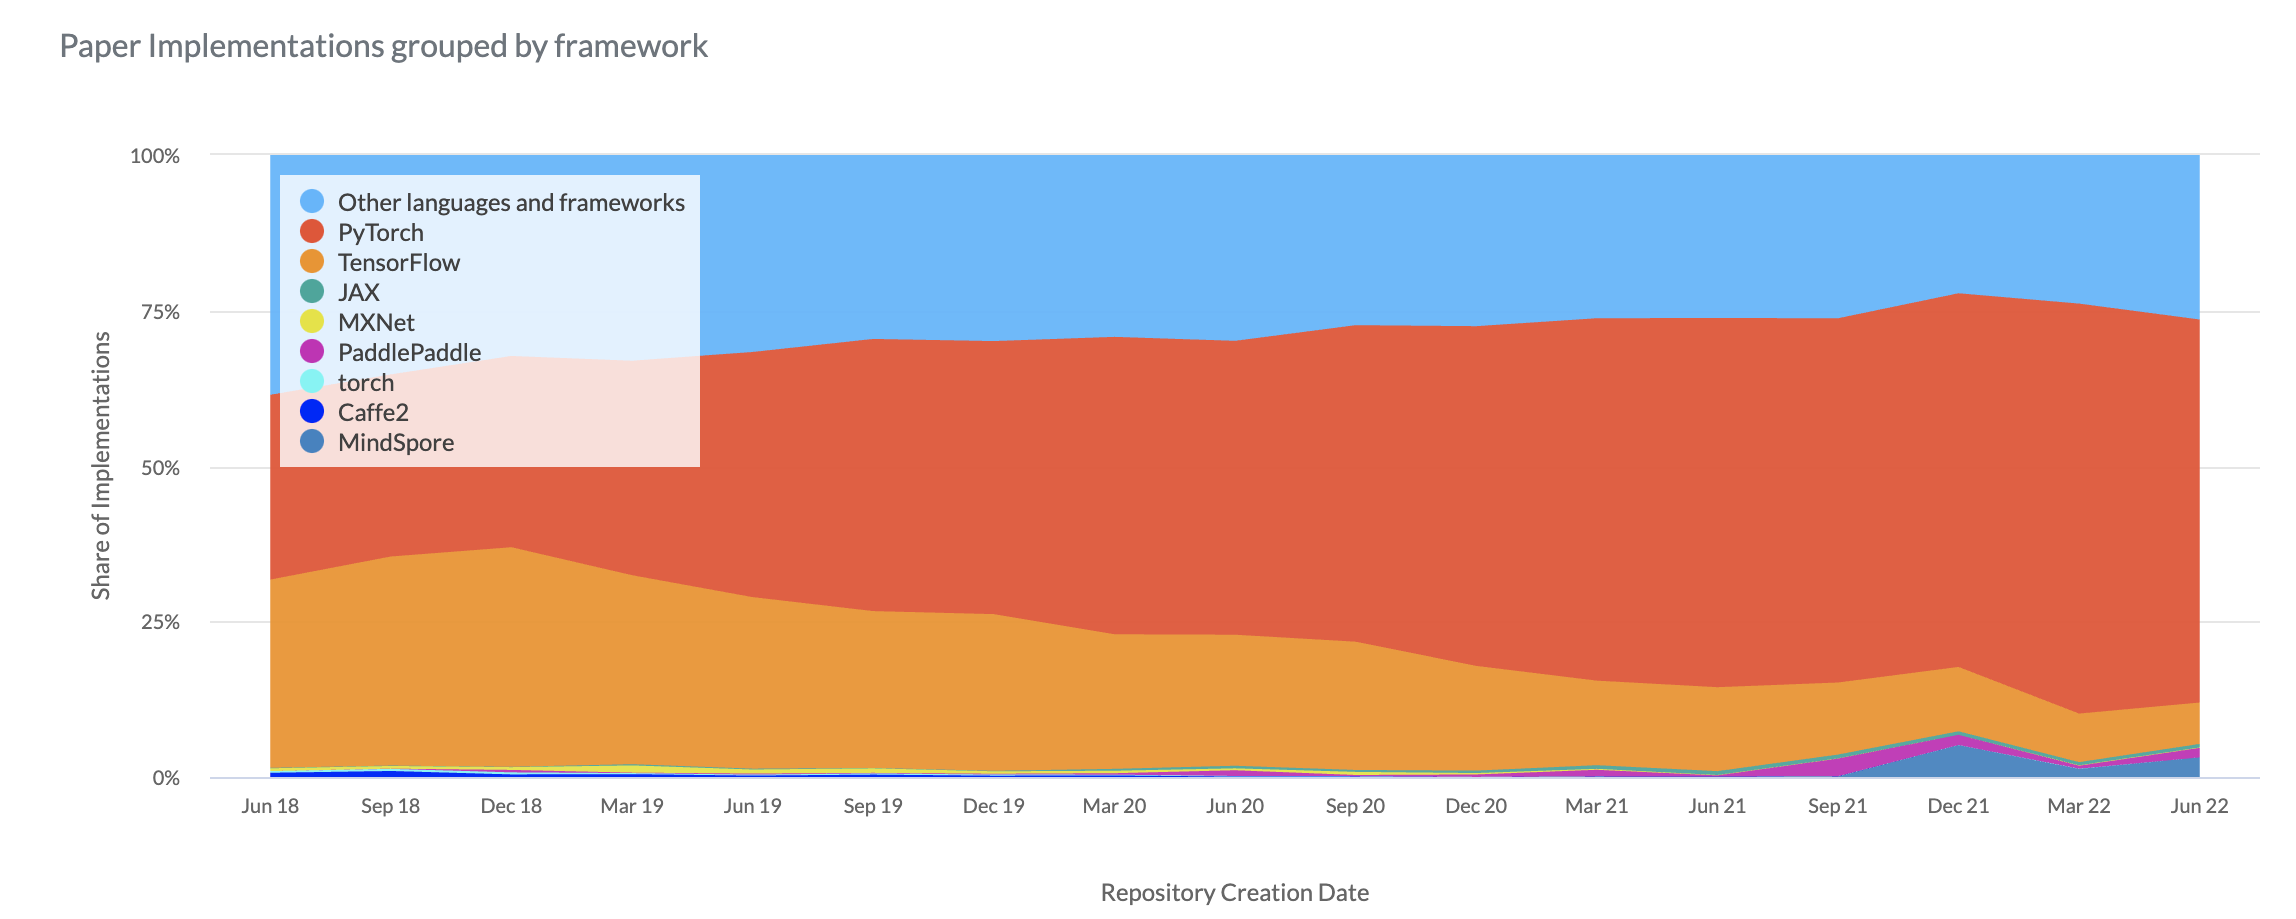 Paper Implementations grouped by framework
100%
75%
50%
25%
0%
Share of Implementations
Other languages and frameworks
PyTorch
TensorFlow
JAX
MXNet
PaddlePaddle
torch
Caffe2
MindSpore
Jun 18 Sep 18 Dec 18 Mar 19 Jun 19 Sep 19 Dec 19 Mar 20 Jun 20 Sep 20 Dec 20 Mar 21 Jun 21 Sep 21 Dec 21 Mar 22 Jun 22
Repository Creation Date